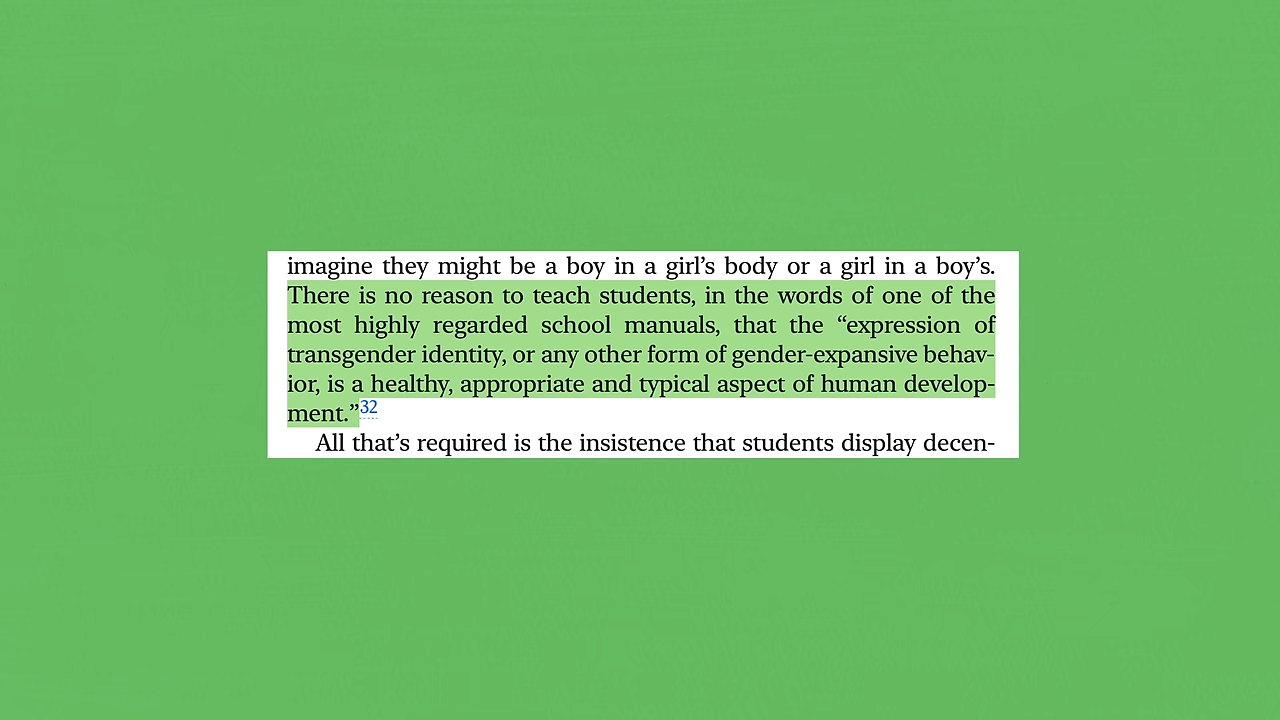 imagine they might be a boy in a girl’s body or a girl in a boy’s.
There is no reason to teach students, in the words of one of the
most highly regarded school manuals, that the “expression of
transgender identity, or any other form of gender-expansive behav-
ior, is a healthy, appropriate and typical aspect of human develop-
ment.”32
All that’s required is the insistence that students display decen-